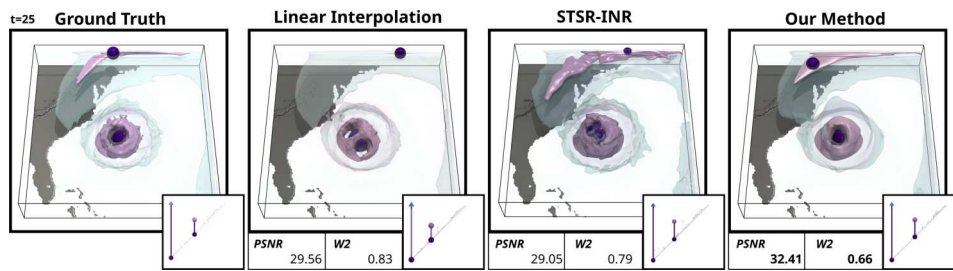 t=25
Ground Truth
Linear Interpolation
STSR-INR
Our Method
PSNR W2
29.56 0.83
PSNR W2
29.05 0.79
PSNR W2
32.41 0.66